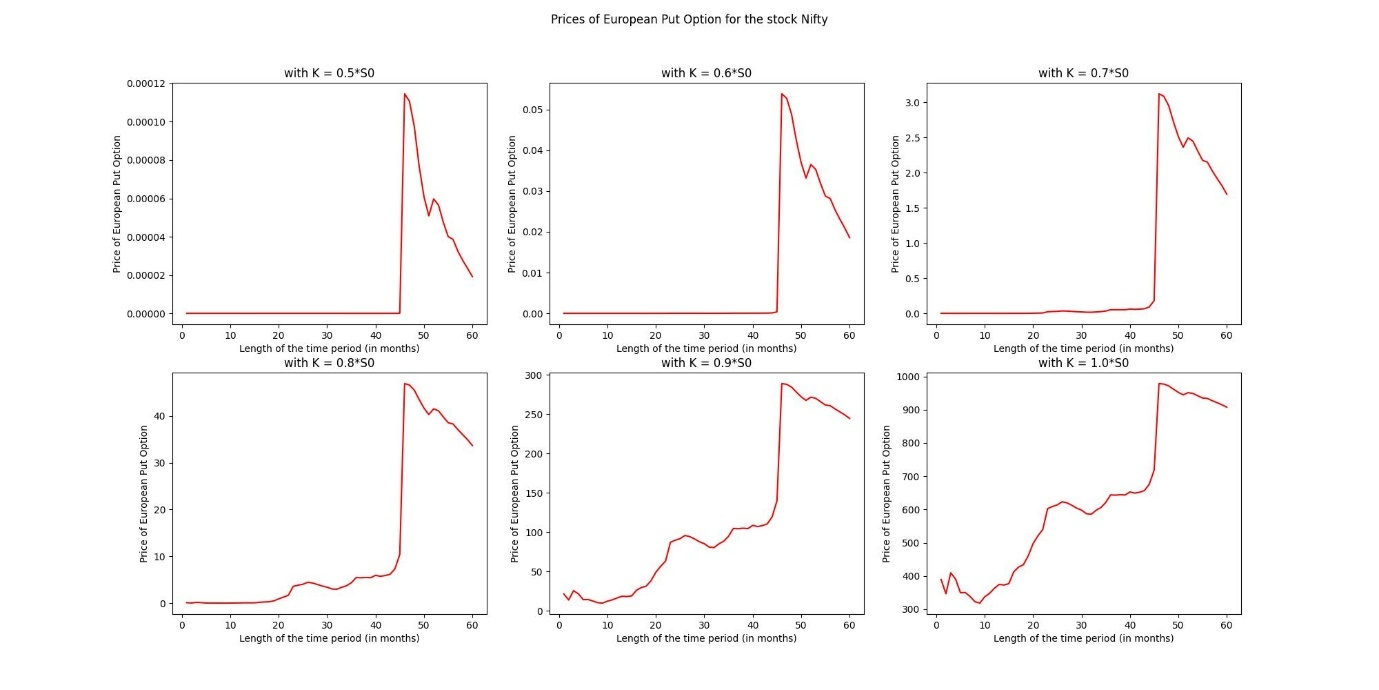 Prices of European Put Option for the stock Nifty
with K = 0.5*S0
0.00012
0.00010
0.00008
0.00006
0.00004
0.00002
0.00000
Price of European Put Option
0 10 20 30 40 50 60
Length of the time period (in months)
with K = 0.6*S0
0.05
0.04
0.03
0.02
0.01
0.00
Price of European Put Option
0 10 20 30 40 50 60
Length of the time period (in months)
with K = 0.7*S0
3.0
2.5
2.0
1.5
1.0
0.5
0.0
Price of European Put Option
0 10 20 30 40 50 60
Length of the time period (in months)
with K = 0.8*S0
40
30
20
10
0
Price of European Put Option
0 10 20 30 40 50 60
Length of the time period (in months)
with K = 0.9*S0
300
250
200
150
100
50
0
Price of European Put Option
0 10 20 30 40 50 60
Length of the time period (in months)
with K = 1.0*S0
1000
900
800
700
600
500
400
300
Price of European Put Option
0 10 20 30 40 50 60
Length of the time period (in months)